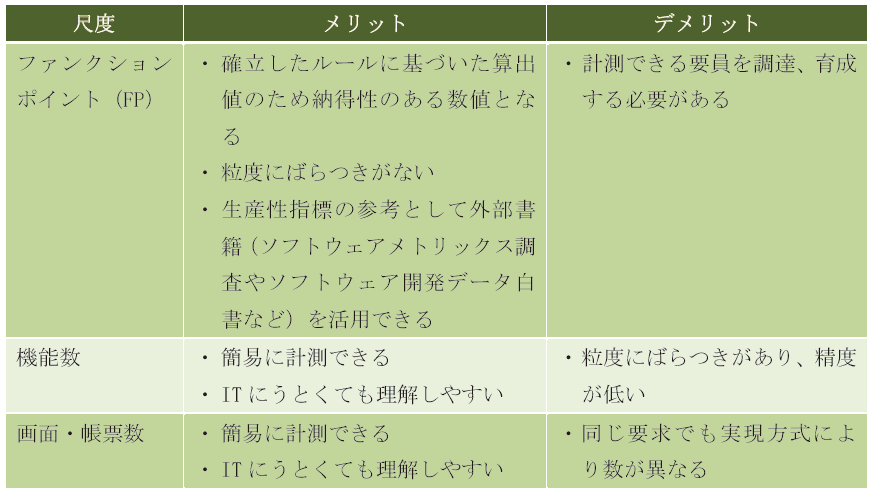 尺度
メリット
デメリット
ファンクション
ポイント（FP）
・ 確立したルールに基づいた算出
値のため納得性のある数値とな
る
・ 粒度にばらつきがない
・ 生産性指標の参考として外部書
籍（ソフトウェアメトリックス調
査やソフトウェア開発データ白
書など）を活用できる
・ 計測できる要員を調達、育成
する必要がある
機能数
・ 簡易に計測できる
・ IT にうとくても理解しやすい
・ 粒度にばらつきがあり、精度
が低い
画面・帳票数
・ 簡易に計測できる
・ IT にうとくても理解しやすい
・ 同じ要求でも実現方式によ
り数が異なる